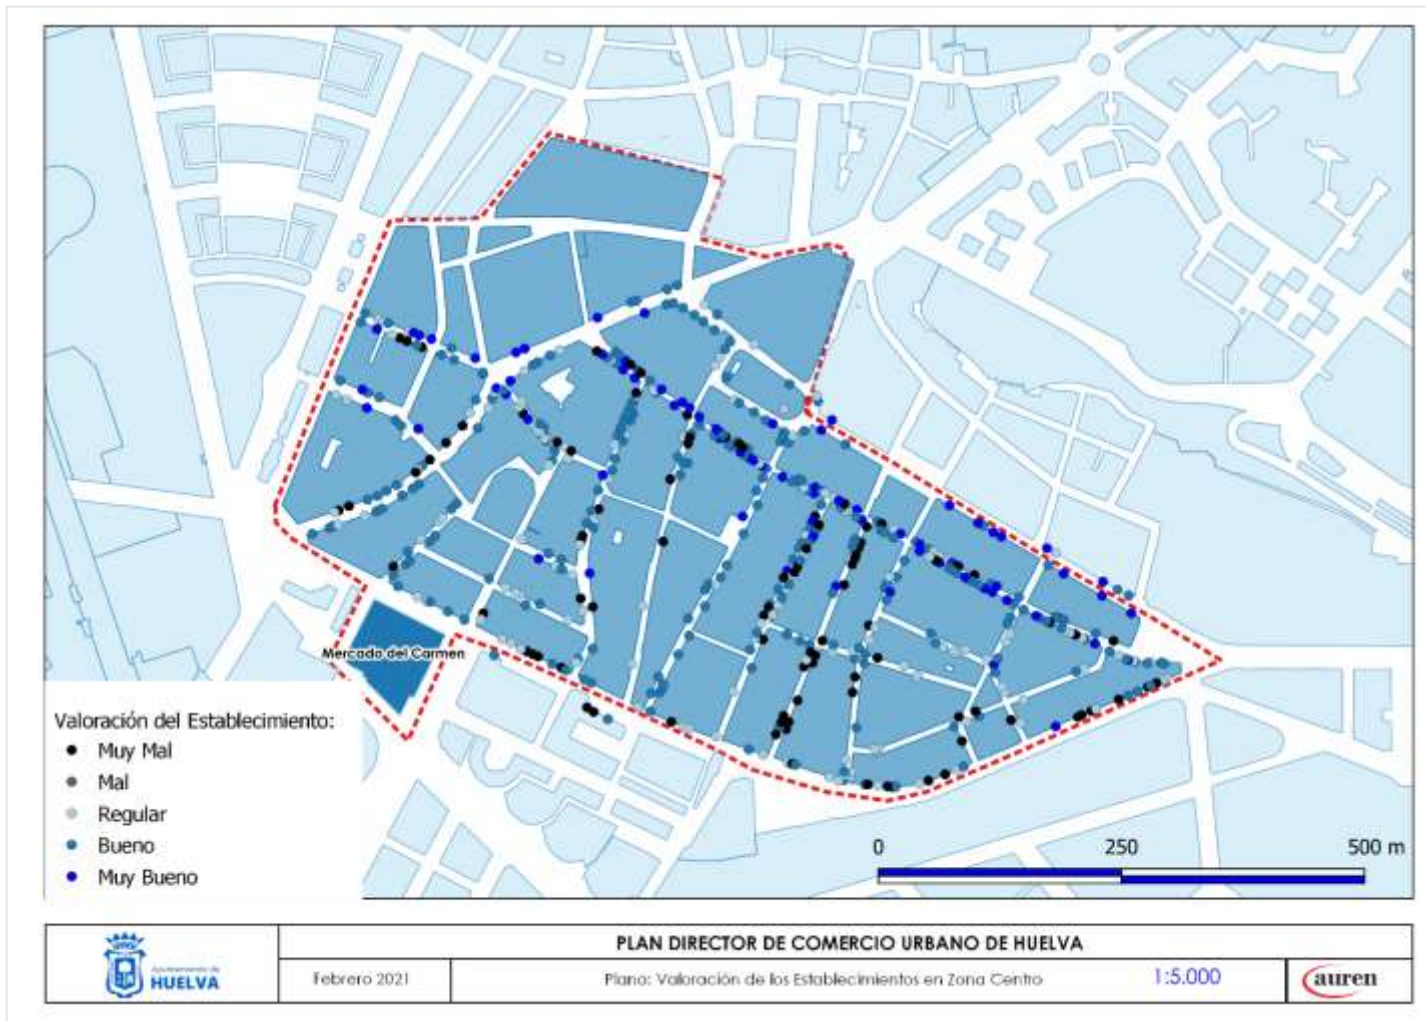 Mercado del Carmen
Valoración del Establecimiento:
Muy Mal
Mal
Regular
Bueno
Muy Bueno
0 250 500 m
PLAN DIRECTOR DE COMERCIO URBANO DE HUELVA
Ayuntamiento de
HUELVA
Febrero 2021
Plano: Valoración de los Establecimientos en Zona Centro
1:5.000
auren